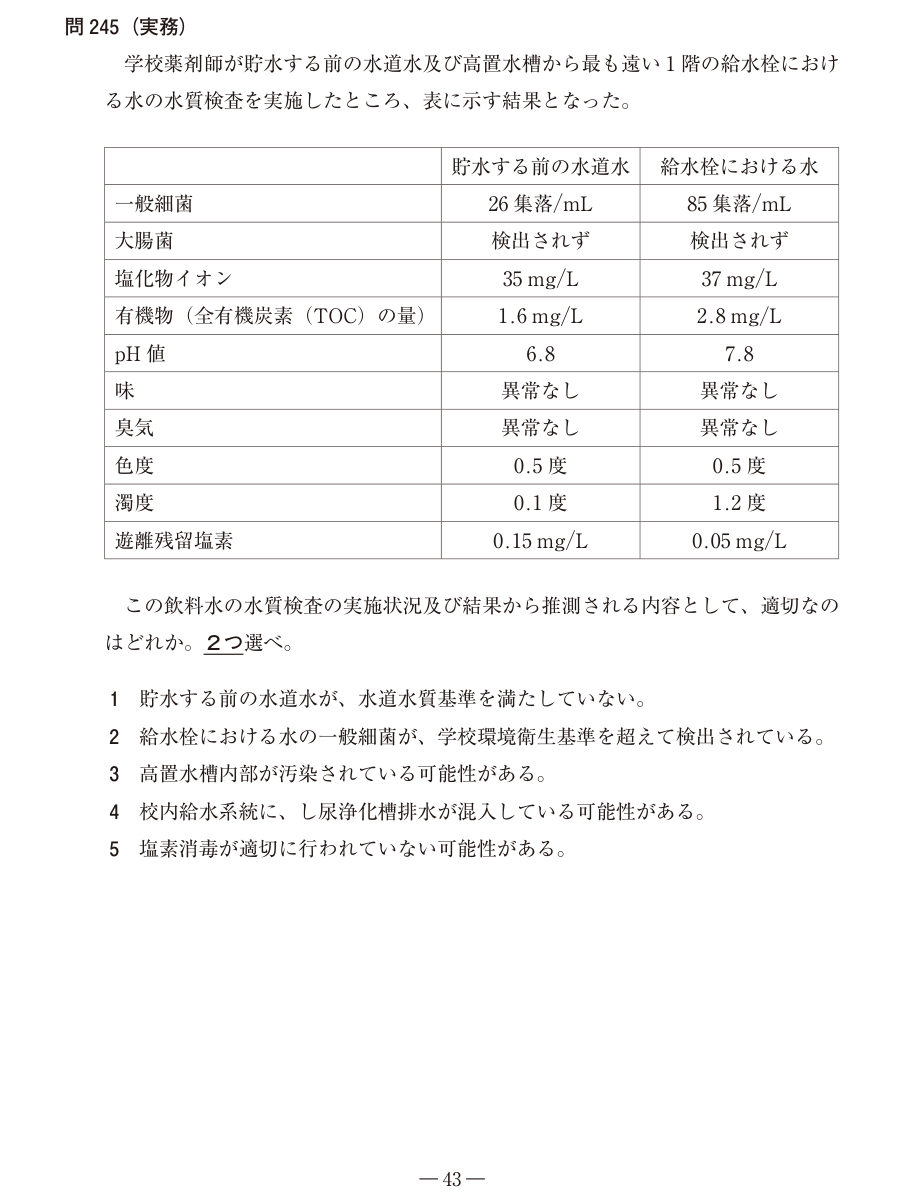 問 245（実務）
学校薬剤師が貯水する前の水道水及び高置水槽から最も遠い１階の給水栓におけ
る水の水質検査を実施したところ、表に示す結果となった。
貯水する前の水道水 給水栓における水
一般細菌 26 集落/mL 85 集落/mL
大腸菌 検出されず 検出されず
塩化物イオン 35 mg/L 37 mg/L
有機物（全有機炭素（TOC）の量） 1.6 mg/L 2.8 mg/L
pH 値 6.8 7.8
味 異常なし 異常なし
臭気 異常なし 異常なし
色度 0.5 度 0.5 度
濁度 0.1 度 1.2 度
遊離残留塩素 0.15 mg/L 0.05 mg/L
この飲料水の水質検査の実施状況及び結果から推測される内容として、適切なの
はどれか。２つ選べ。
1 貯水する前の水道水が、水道水質基準を満たしていない。
2 給水栓における水の一般細菌が、学校環境衛生基準を超えて検出されている。
3 高置水槽内部が汚染されている可能性がある。
4 校内給水系統に、し尿浄化槽排水が混入している可能性がある。
5 塩素消毒が適切に行われていない可能性がある。
― 43 ―